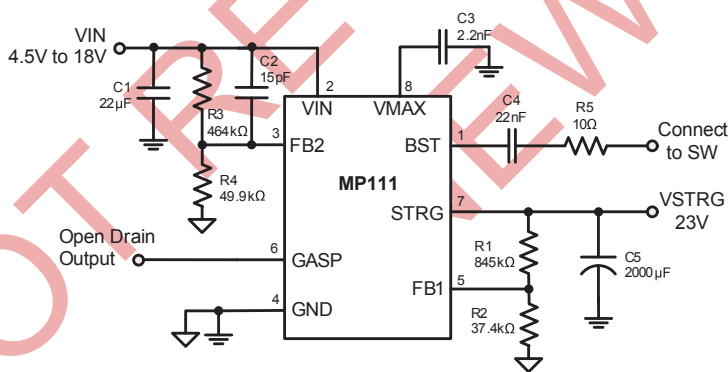 VIN
4.5V to 18V
C1
22µF
R3
464kΩ
C2
15pF
R4
49.9kΩ
C3
2.2nF
2
8
VIN
VMAX
3
FB2
1
BST
C4
22nF
R5
10Ω
Connect
to SW
MP111
7
STRG
VSTRG
23V
Open Drain
Output
6
GASP
R1
845kΩ
C5
2000µF
5
FB1
4
GND
R2
37.4kΩ